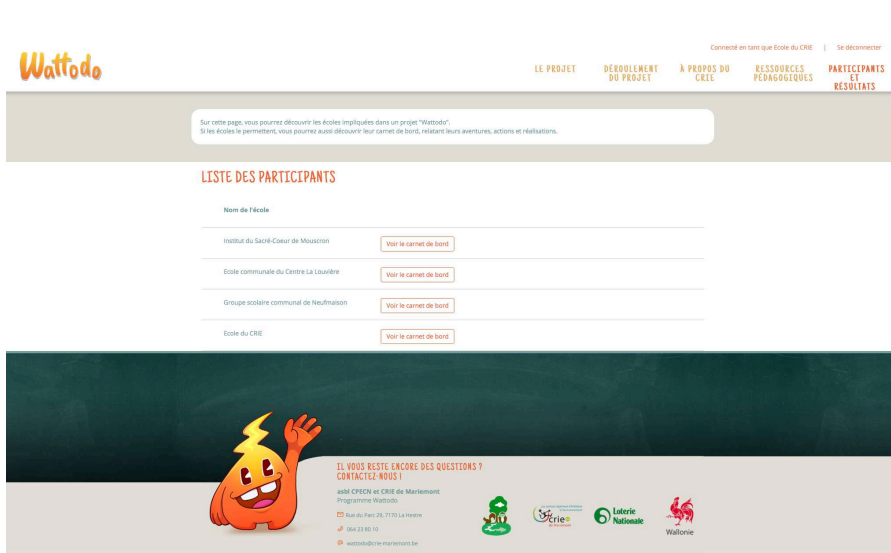 Connecté en tant que Ecole du CRIE | Se déconnecter
Wattodo
LE PROJET
DÉROULEMENT
DU PROJET
À PROPOS DU
CRIE
RESSOURCES
PÉDAGOGIQUES
PARTICIPANTS
ET
RÉSULTATS
Sur cette page, vous pourrez découvrir les écoles impliquées dans un projet "Wattodo".
Si les écoles le permettent, vous pourrez aussi découvrir leur carnet de bord, relatant leurs aventures, actions et réalisations.
LISTE DES PARTICIPANTS
Nom de l'école
Institut du Sacré-Coeur de Mouscron
Voir le carnet de bord
Ecole communale du Centre La Louvière
Voir le carnet de bord
Groupe scolaire communal de Neufmaison
Voir le carnet de bord
Ecole du CRIE
Voir le carnet de bord
IL VOUS RESTE ENCORE DES QUESTIONS ?
CONTACTEZ-NOUS !
asbl CPECN et CRIE de Mariemont
Programme Wattodo
Rue du Parc 29, 7170 La Hestre
064 23 80 10
wattodo@crie-mariemont.be
Crie
Loterie
Nationale
Wallonie